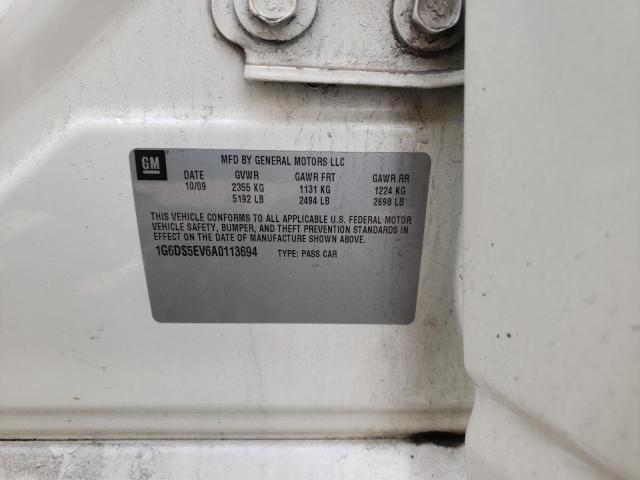 GM
MFD BY GENERAL MOTORS LLC
DATE GVWR GAWR FRT GAWR RR
10/09 2355 KG 1131 KG 1224 KG
5192 LB 2494 LB 2698 LB
THIS VEHICLE CONFORMS TO ALL APPLICABLE U.S. FEDERAL MOTOR
VEHICLE SAFETY, BUMPER, AND THEFT PREVENTION STANDARDS IN
EFFECT ON THE DATE OF MANUFACTURE SHOWN ABOVE.
1G6DS5EV6A0113694 TYPE: PASS CAR